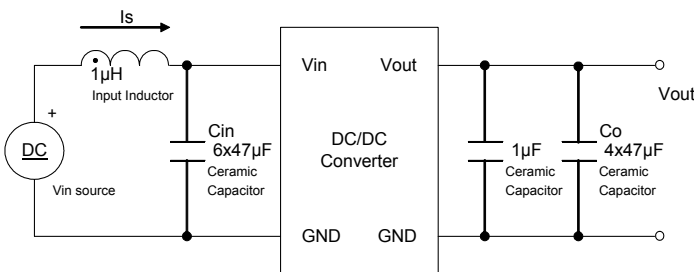 Is
1µH
Input Inductor
+
DC
Vin source
Cin
6x47µF
Ceramic
Capacitor
Vin
Vout
DC/DC
Converter
GND
GND
1µF
Ceramic
Capacitor
Co
4x47µF
Ceramic
Capacitor
Vout